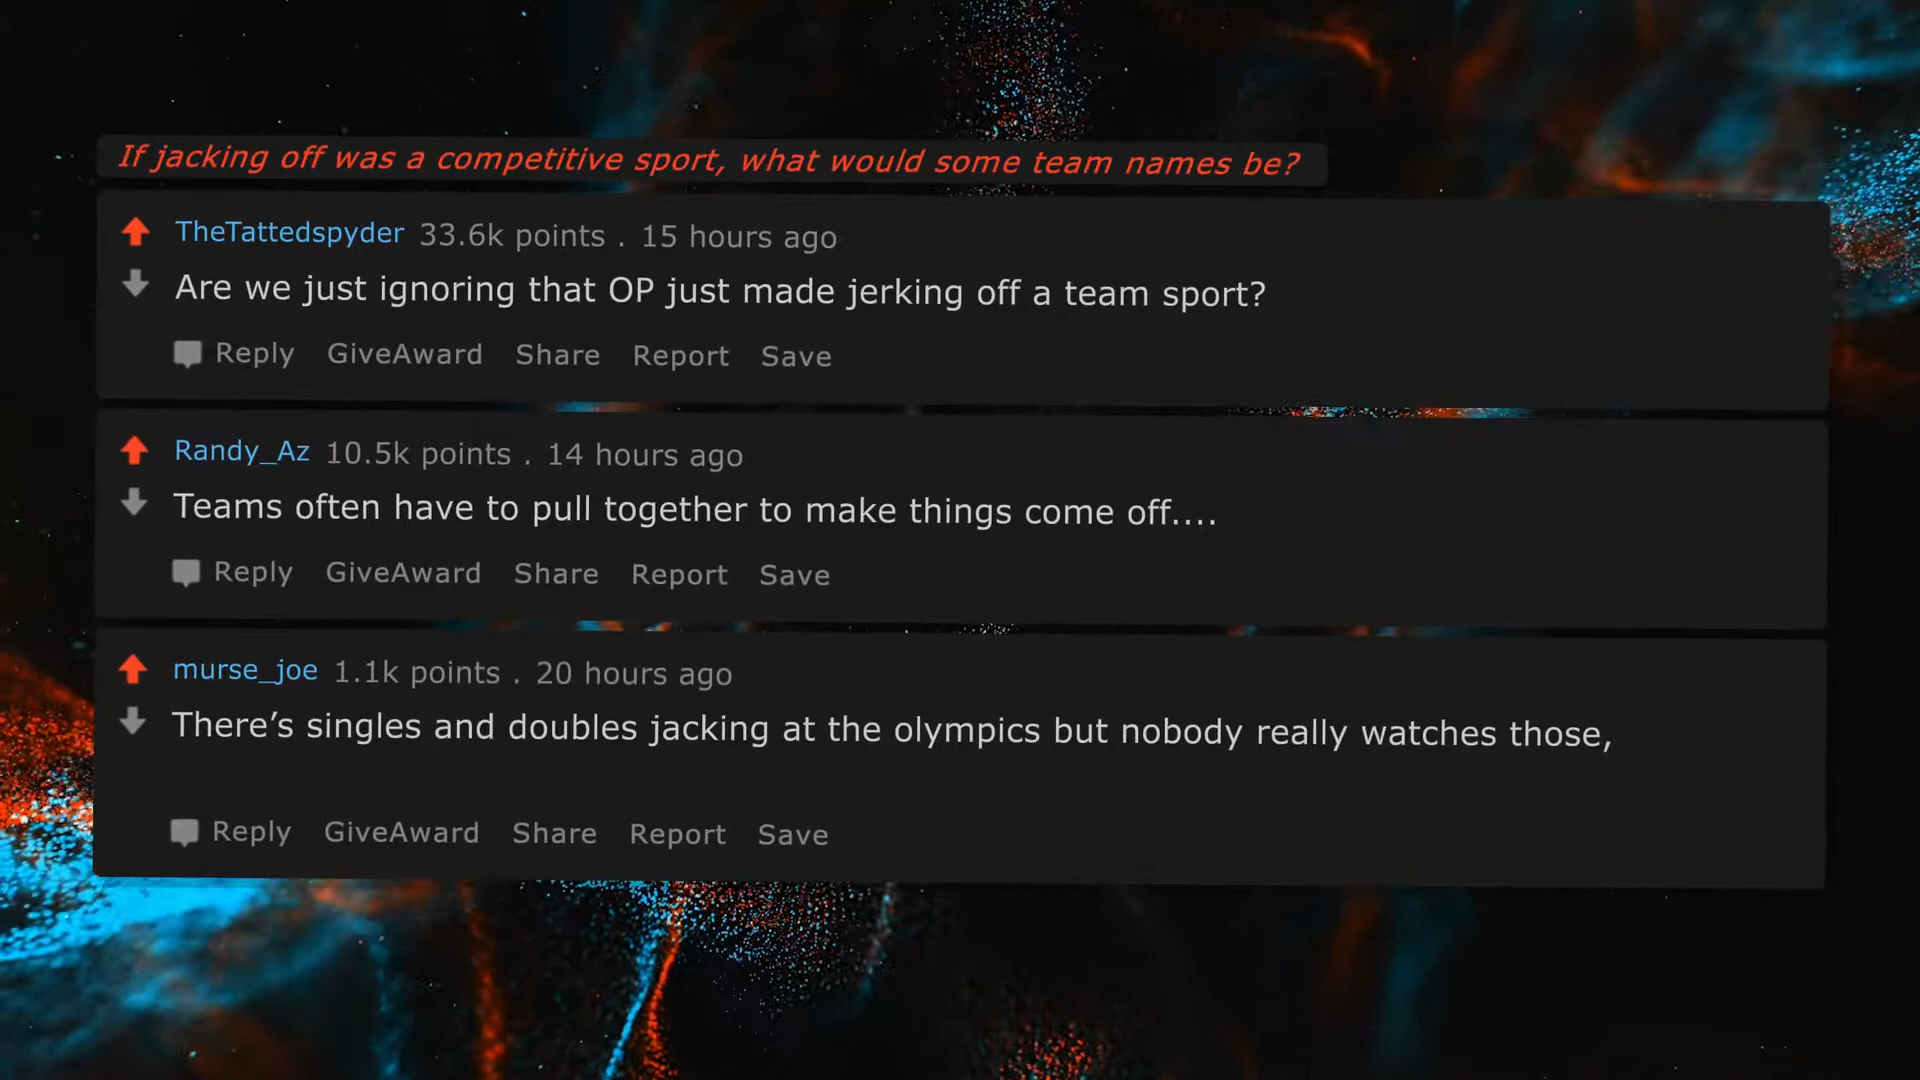 If jacking off was a competitive sport, what would some team names be?
TheTattedspyder 33.6k points . 15 hours ago
Are we just ignoring that OP just made jerking off a team sport?
Reply GiveAward Share Report Save
Randy_Az 10.5k points . 14 hours ago
Teams often have to pull together to make things come off....
Reply GiveAward Share Report Save
murse_joe 1.1k points . 20 hours ago
There’s singles and doubles jacking at the olympics but nobody really watches those,
Reply GiveAward Share Report Save